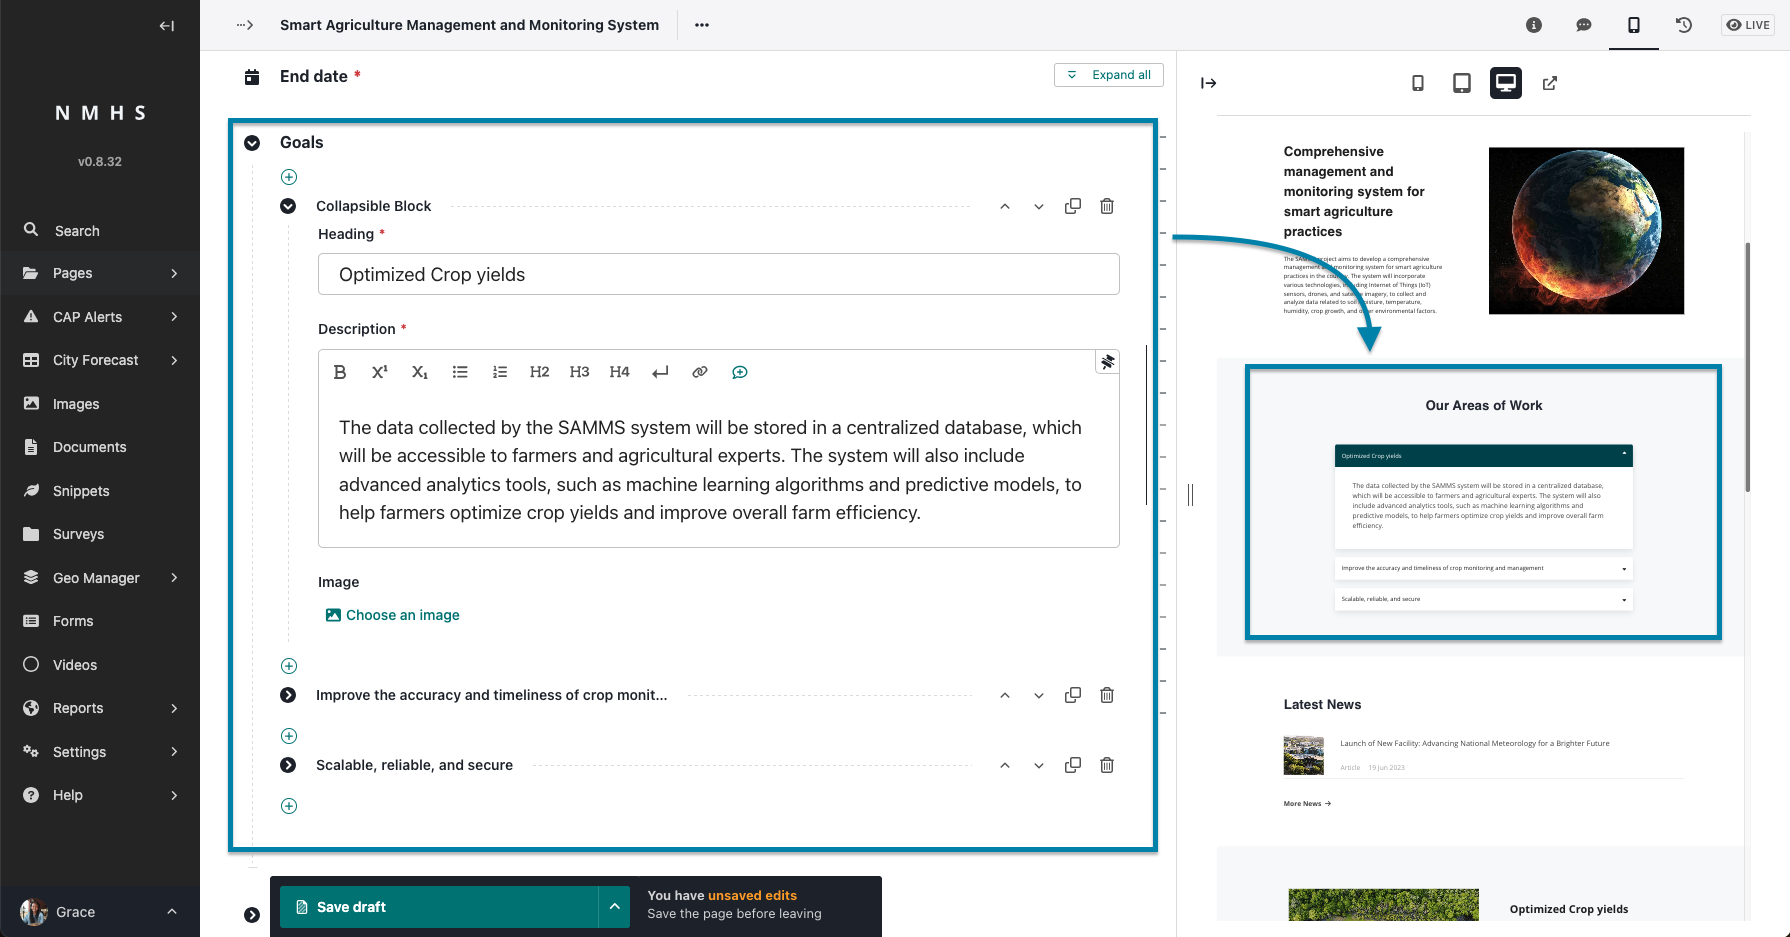 Smart Agriculture Management and Monitoring System
LIVE
N M H S
v0.8.32
Search
Pages
CAP Alerts
City Forecast
Images
Documents
Snippets
Surveys
Geo Manager
Forms
Videos
Reports
Settings
Help
Grace
End date *
Expand all
Goals
Collapsible Block
Heading *
Optimized Crop yields
Description *
B X¹ X₁ H2 H3 H4
The data collected by the SAMMS system will be stored in a centralized database, which
will be accessible to farmers and agricultural experts. The system will also include
advanced analytics tools, such as machine learning algorithms and predictive models, to
help farmers optimize crop yields and improve overall farm efficiency.
Image
Choose an image
Improve the accuracy and timeliness of crop monit...
Scalable, reliable, and secure
Save draft
You have unsaved edits
Save the page before leaving
Comprehensive
management and
monitoring system for
smart agriculture
practices
The project aims to develop a comprehensive
management monitoring system for smart agriculture
practices in the The system will incorporate
various technologies, Internet of Things (IoT)
sensors, drones, and imagery, to collect and
analyze data related to temperature,
humidity, crop growth, and environmental factors.
Our Areas of Work
Optimized Crop yields
The data collected by the SAMMS system will be stored in a centralized database,
which will be accessible to farmers and agricultural experts. The system will also
include advanced analytics tools, such as machine learning algorithms and
predictive models, to help farmers optimize crop yields and improve overall farm
efficiency.
Improve the accuracy and timeliness of crop monitoring and management
Scalable, reliable, and secure
Latest News
Launch of New Facility: Advancing National Meteorology for a Brighter Future
Article 19 Jun 2023
More News →
Optimized Crop yields